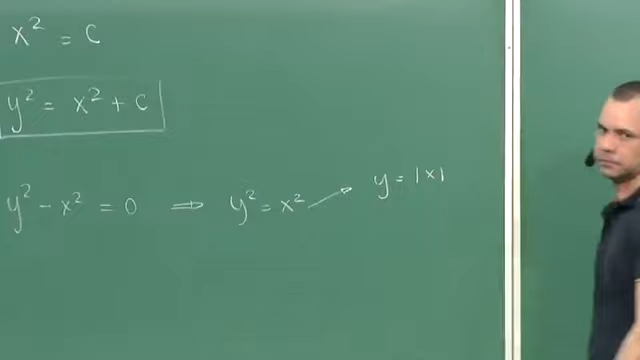 x² = C
y² = x² + C
y² - x² = 0 ⇒ y² = x² → y = |x|